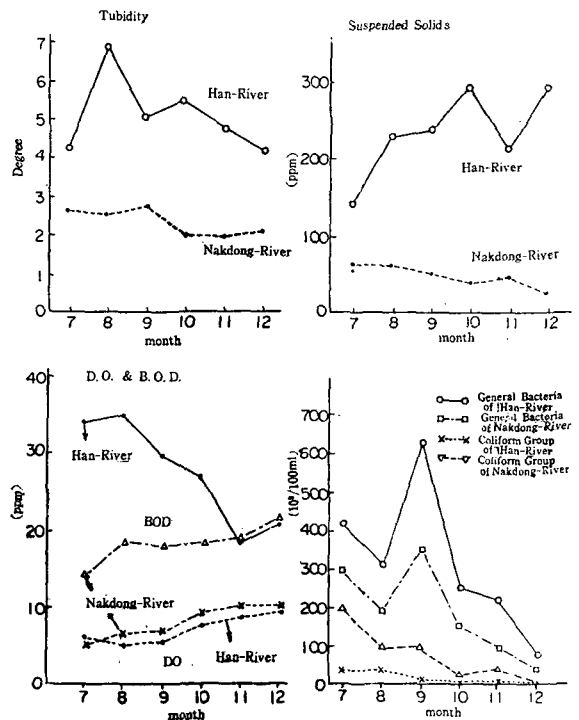 Tubidity
7
6
5
4
3
2
1
0
Degree
Han-River
Nakdong-River
7 8 9 10 11 12
month
Suspended Solids
300
200
100
0
(ppm)
Han-River
Nakdong-River
7 8 9 10 11 12
month
D.O. & B.O.D.
40
30
20
10
0
(ppm)
Han-River
BOD
Nakdong-River
DO
Han-River
7 8 9 10 11 12
month
General Bacteria
of Han-River
General Bacteria
of Nakdong-River
Coliform Group
of Han-River
Coliform Group
of Nakdong-River
700
600
500
400
300
200
100
0
7 8 9 10 11 12
month